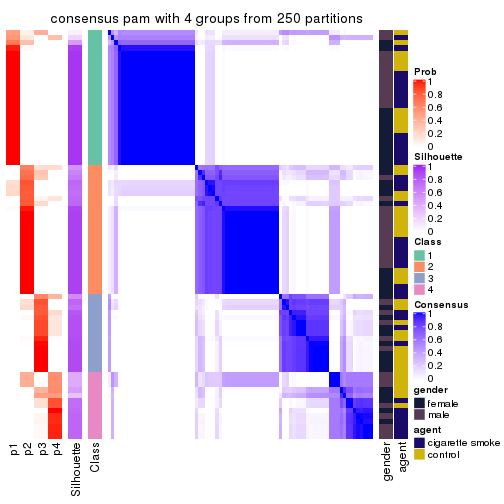 consensus pam with 4 groups from 250 partitions
Prob
1
0.8
0.6
0.4
0.2
0
Silhouette
1
0.8
0.6
0.4
0.2
0
Class
1
2
3
4
Consensus
1
0.8
0.6
0.4
0.2
0
gender
female
male
agent
cigarette smoke
control
p1
p2
p3
p4
Silhouette
Class
gender
agent